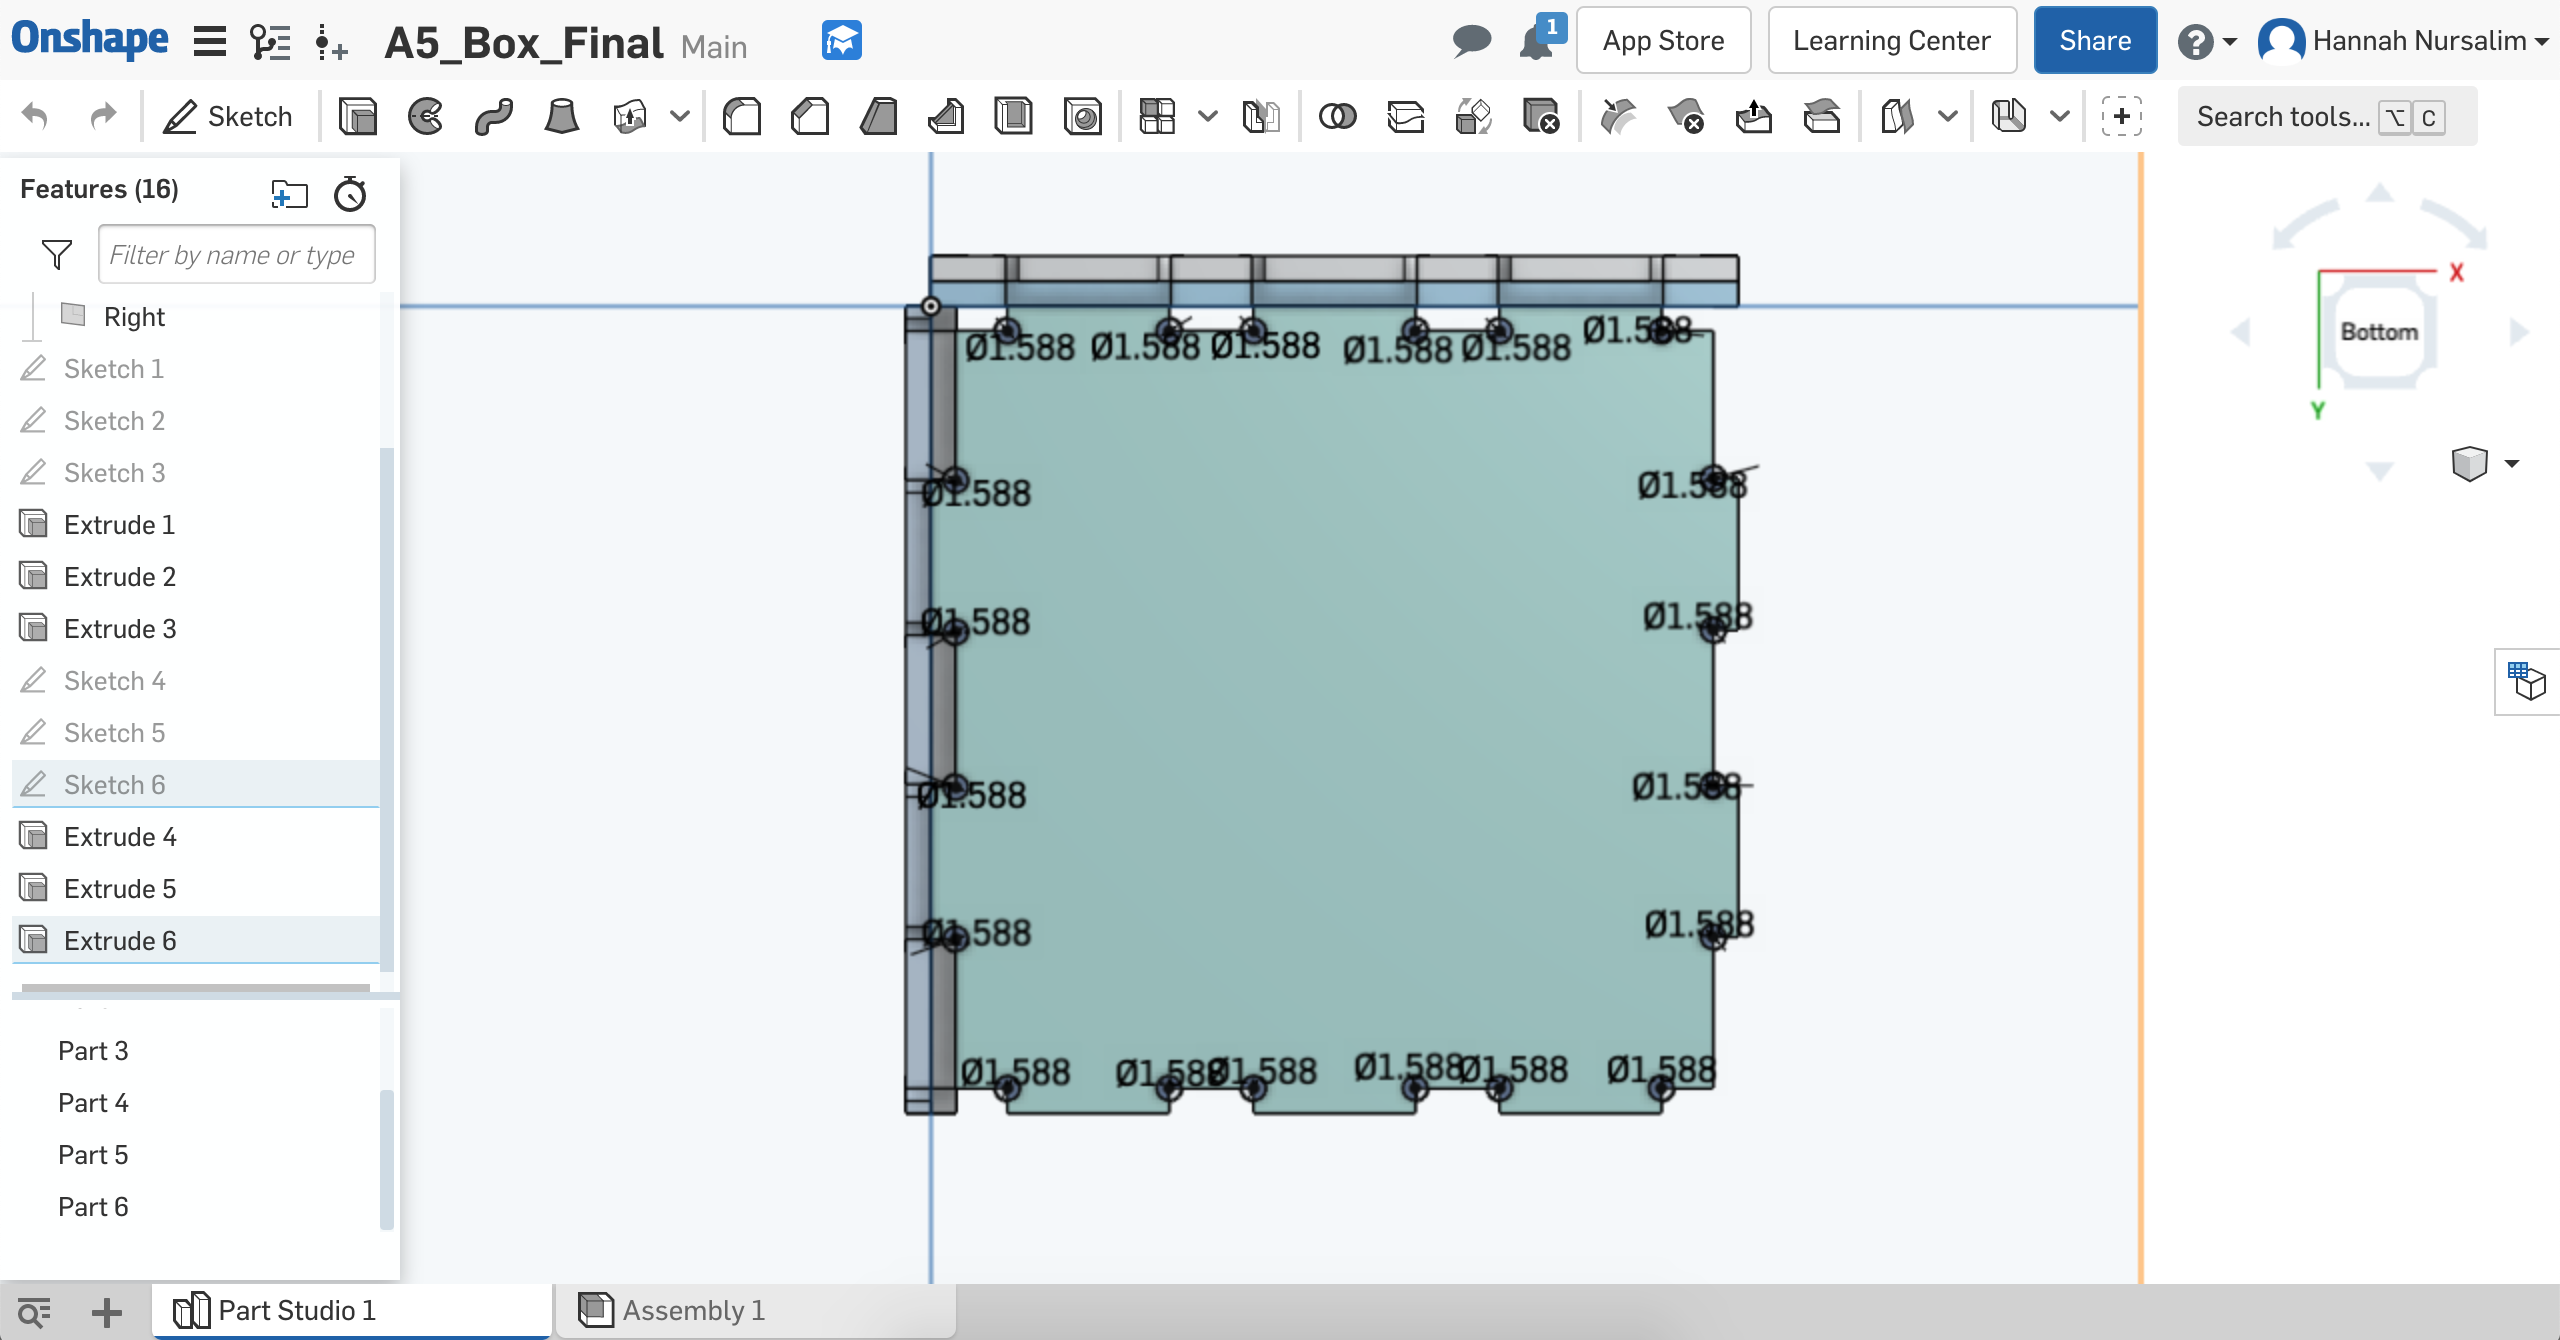 Onshape A5_Box_Final Main 1 App Store Learning Center Share ? Hannah Nursalim
Sketch Search tools... ⌥ C
Features (16)
Filter by name or type
Right
Sketch 1
Sketch 2
Sketch 3
Extrude 1
Extrude 2
Extrude 3
Sketch 4
Sketch 5
Sketch 6
Extrude 4
Extrude 5
Extrude 6
Part 3
Part 4
Part 5
Part 6
Ø1.588 Ø1.588 Ø1.588 Ø1.588 Ø1.588 Ø1.588
Ø1.588 Ø1.588
Ø1.588 Ø1.588
Ø1.588 Ø1.588
Ø1.588 Ø1.588
Ø1.588 Ø1.588 Ø1.588 Ø1.588 Ø1.588 Ø1.588
X
Bottom
Y
Part Studio 1 Assembly 1